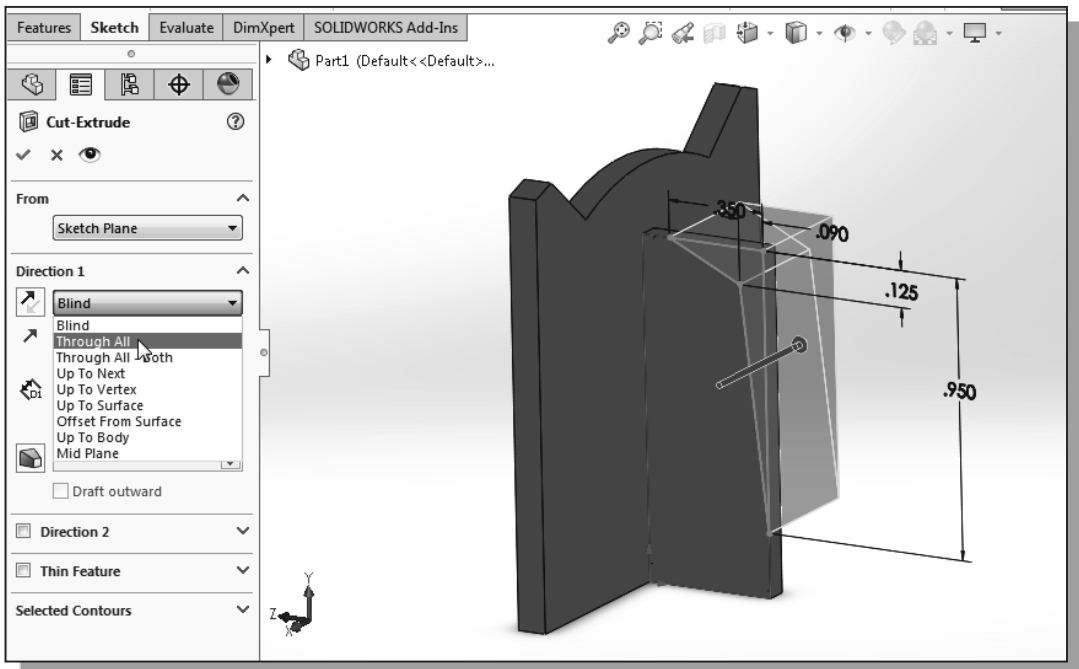 Features Sketch Evaluate DimXpert SOLIDWORKS Add-Ins
Part1 (Default<<Default>...
Cut-Extrude
From
Sketch Plane
Direction 1
Blind
Blind
Through All
Through All - Both
Up To Next
Up To Vertex
Up To Surface
Offset From Surface
Up To Body
Mid Plane
D1
Draft outward
Direction 2
Thin Feature
Selected Contours
.350
.090
.125
.950
Y
Z
X